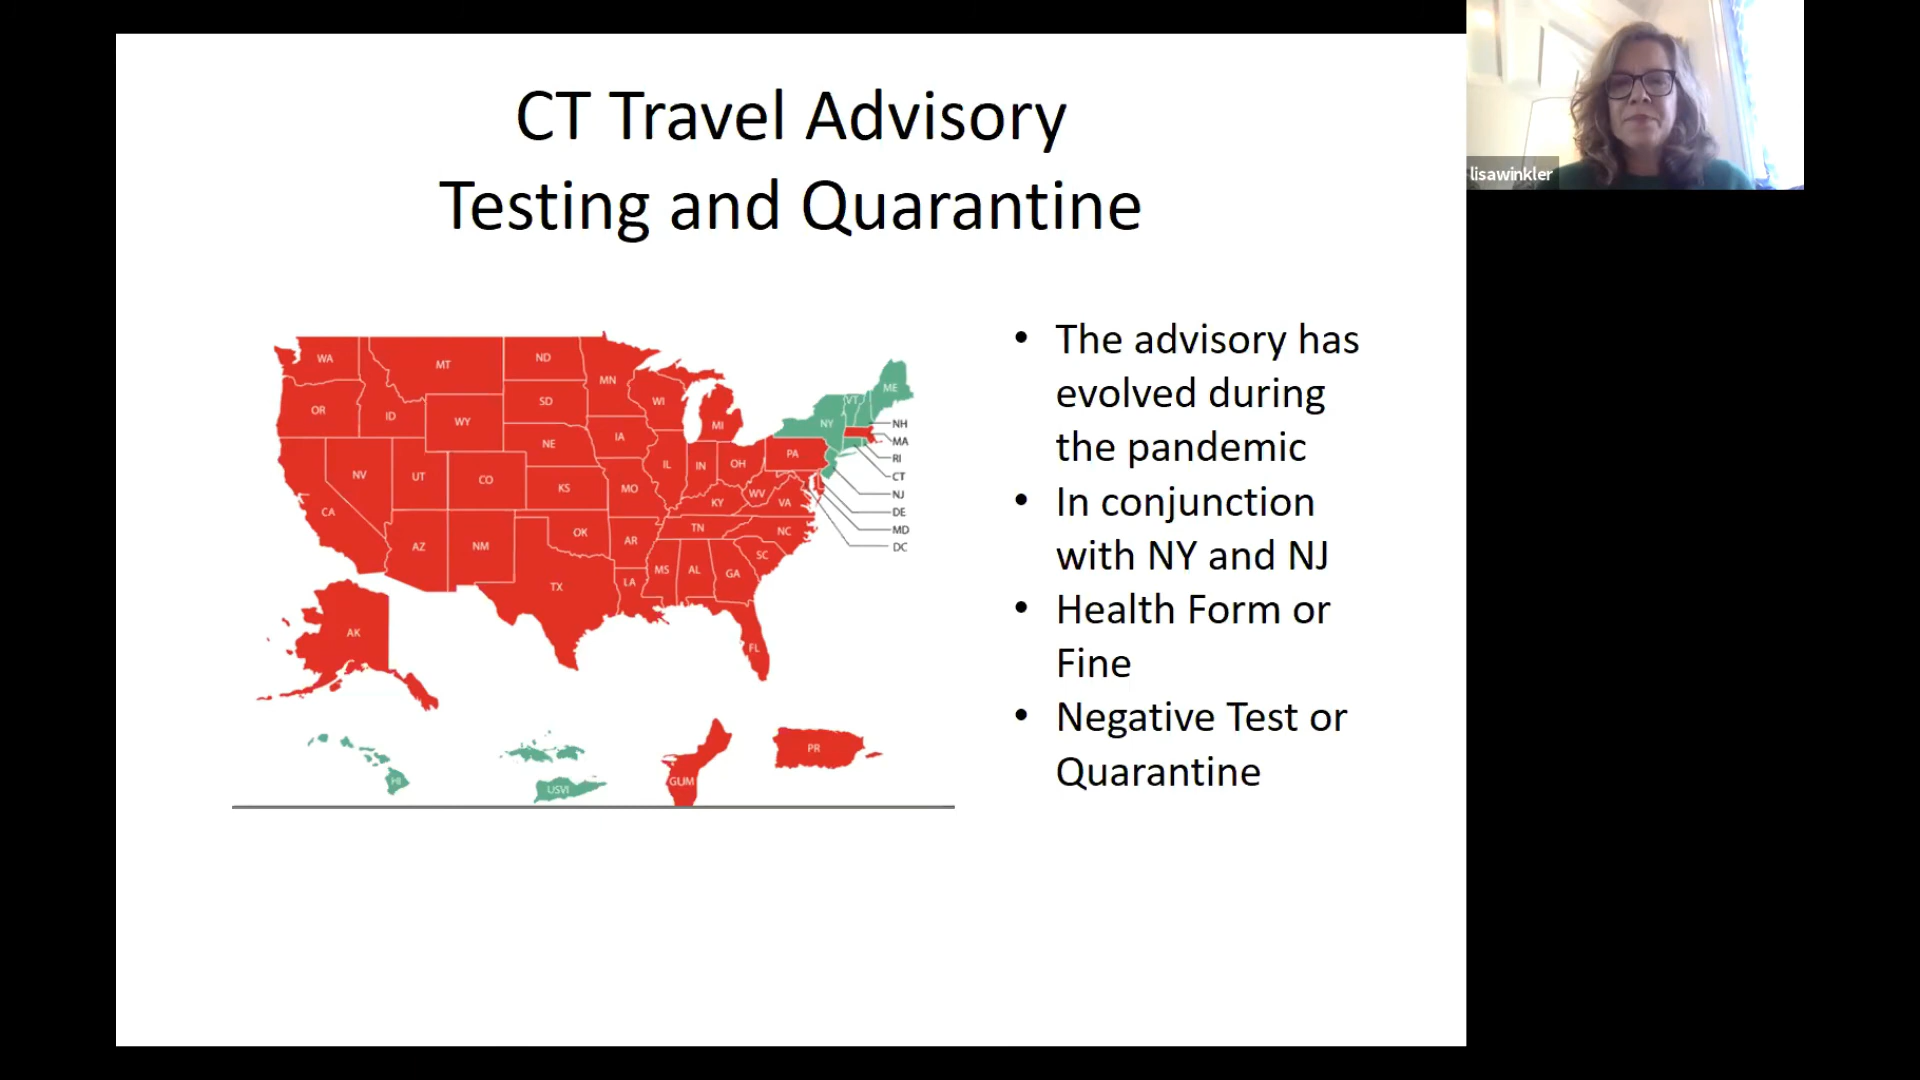 CT Travel Advisory
Testing and Quarantine
lisawinkler
• The advisory has
evolved during
the pandemic
• In conjunction
with NY and NJ
• Health Form or
Fine
• Negative Test or
Quarantine
WA
MT
ND
MN
OR
ID
WY
SD
WI
MI
NY
VT
ME
NH
MA
RI
CT
NJ
DE
MD
DC
NV
UT
CO
NE
IA
IL
IN
OH
PA
CA
KS
MO
KY
WV
VA
AZ
NM
OK
AR
TN
NC
SC
TX
LA
MS
AL
GA
FL
AK
HI
USVI
GUM
PR